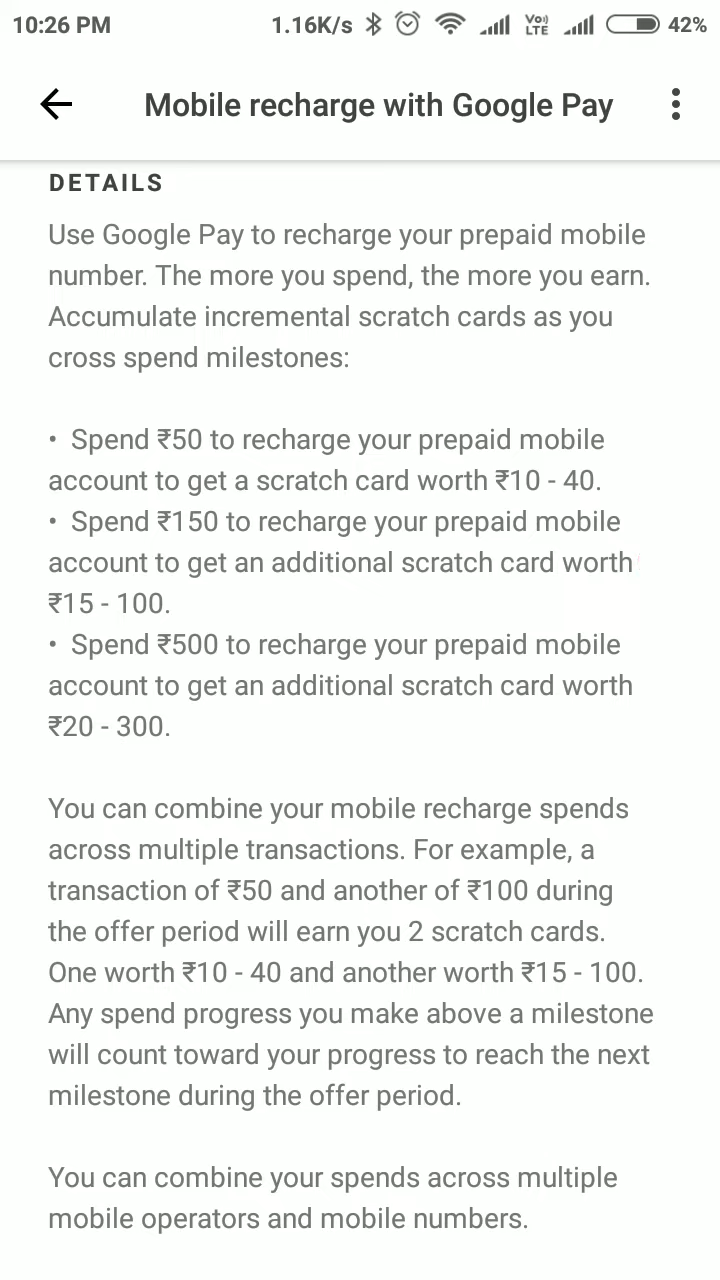 10:26 PM 1.16K/s Vo)) LTE 42%
Mobile recharge with Google Pay
DETAILS
Use Google Pay to recharge your prepaid mobile
number. The more you spend, the more you earn.
Accumulate incremental scratch cards as you
cross spend milestones:
• Spend ₹50 to recharge your prepaid mobile
account to get a scratch card worth ₹10 - 40.
• Spend ₹150 to recharge your prepaid mobile
account to get an additional scratch card worth
₹15 - 100.
• Spend ₹500 to recharge your prepaid mobile
account to get an additional scratch card worth
₹20 - 300.
You can combine your mobile recharge spends
across multiple transactions. For example, a
transaction of ₹50 and another of ₹100 during
the offer period will earn you 2 scratch cards.
One worth ₹10 - 40 and another worth ₹15 - 100.
Any spend progress you make above a milestone
will count toward your progress to reach the next
milestone during the offer period.
You can combine your spends across multiple
mobile operators and mobile numbers.